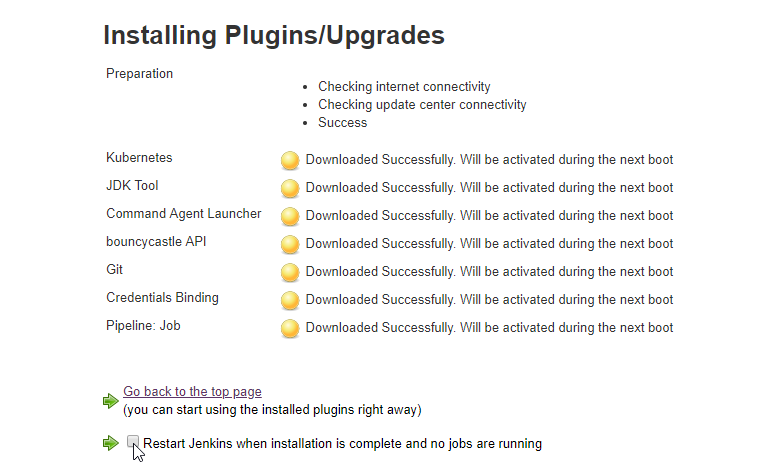 Installing Plugins/Upgrades
Preparation
Checking internet connectivity
Checking update center connectivity
Success
Kubernetes Downloaded Successfully. Will be activated during the next boot
JDK Tool Downloaded Successfully. Will be activated during the next boot
Command Agent Launcher Downloaded Successfully. Will be activated during the next boot
bouncycastle API Downloaded Successfully. Will be activated during the next boot
Git Downloaded Successfully. Will be activated during the next boot
Credentials Binding Downloaded Successfully. Will be activated during the next boot
Pipeline: Job Downloaded Successfully. Will be activated during the next boot
Go back to the top page
(you can start using the installed plugins right away)
Restart Jenkins when installation is complete and no jobs are running